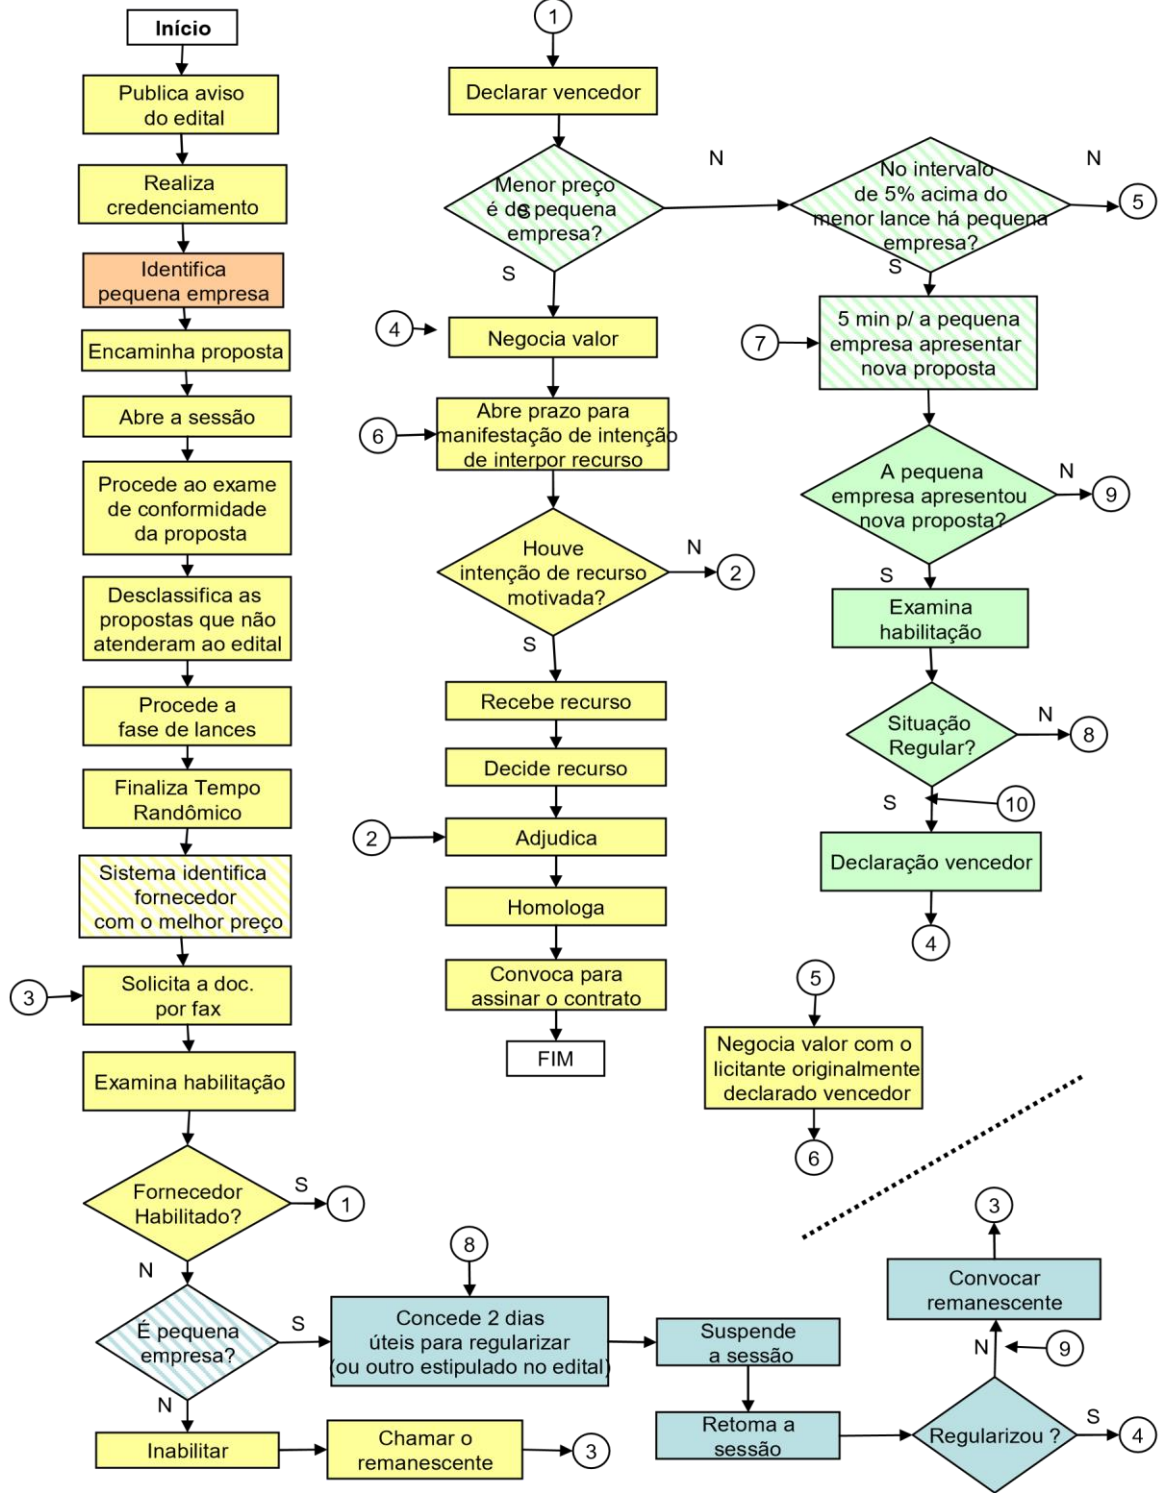 Início
Publica aviso
do edital
Realiza
credenciamento
Identifica
pequena empresa
Encaminha proposta
Abre a sessão
Procede ao exame
de conformidade
da proposta
Desclassifica as
propostas que não
atenderam ao edital
Procede a
fase de lances
Finaliza Tempo
Randômico
Sistema identifica
fornecedor
com o melhor preço
3
Solicita a doc.
por fax
Examina habilitação
Fornecedor
Habilitado?
S
1
N
É pequena
empresa?
S
N
Inabilitar
Chamar o
remanescente
3
8
Concede 2 dias
úteis para regularizar
(ou outro estipulado no edital)
Suspende
a sessão
Retoma a
sessão
Regularizou ?
S
4
N
9
Convocar
remanescente
3
1
Declarar vencedor
Menor preço
é de pequena
empresa?
S
N
S
4
Negocia valor
6
Abre prazo para
manifestação de intenção
de interpor recurso
Houve
intenção de recurso
motivada?
N
2
S
Recebe recurso
Decide recurso
2
Adjudica
Homologa
Convoca para
assinar o contrato
FIM
No intervalo
de 5% acima do
menor lance há pequena
empresa?
N
5
S
7
5 min p/ a pequena
empresa apresentar
nova proposta
A pequena
empresa apresentou
nova proposta?
N
9
S
Examina
habilitação
Situação
Regular?
N
8
S
10
Declaração vencedor
4
5
Negocia valor com o
licitante originalmente
declarado vencedor
6